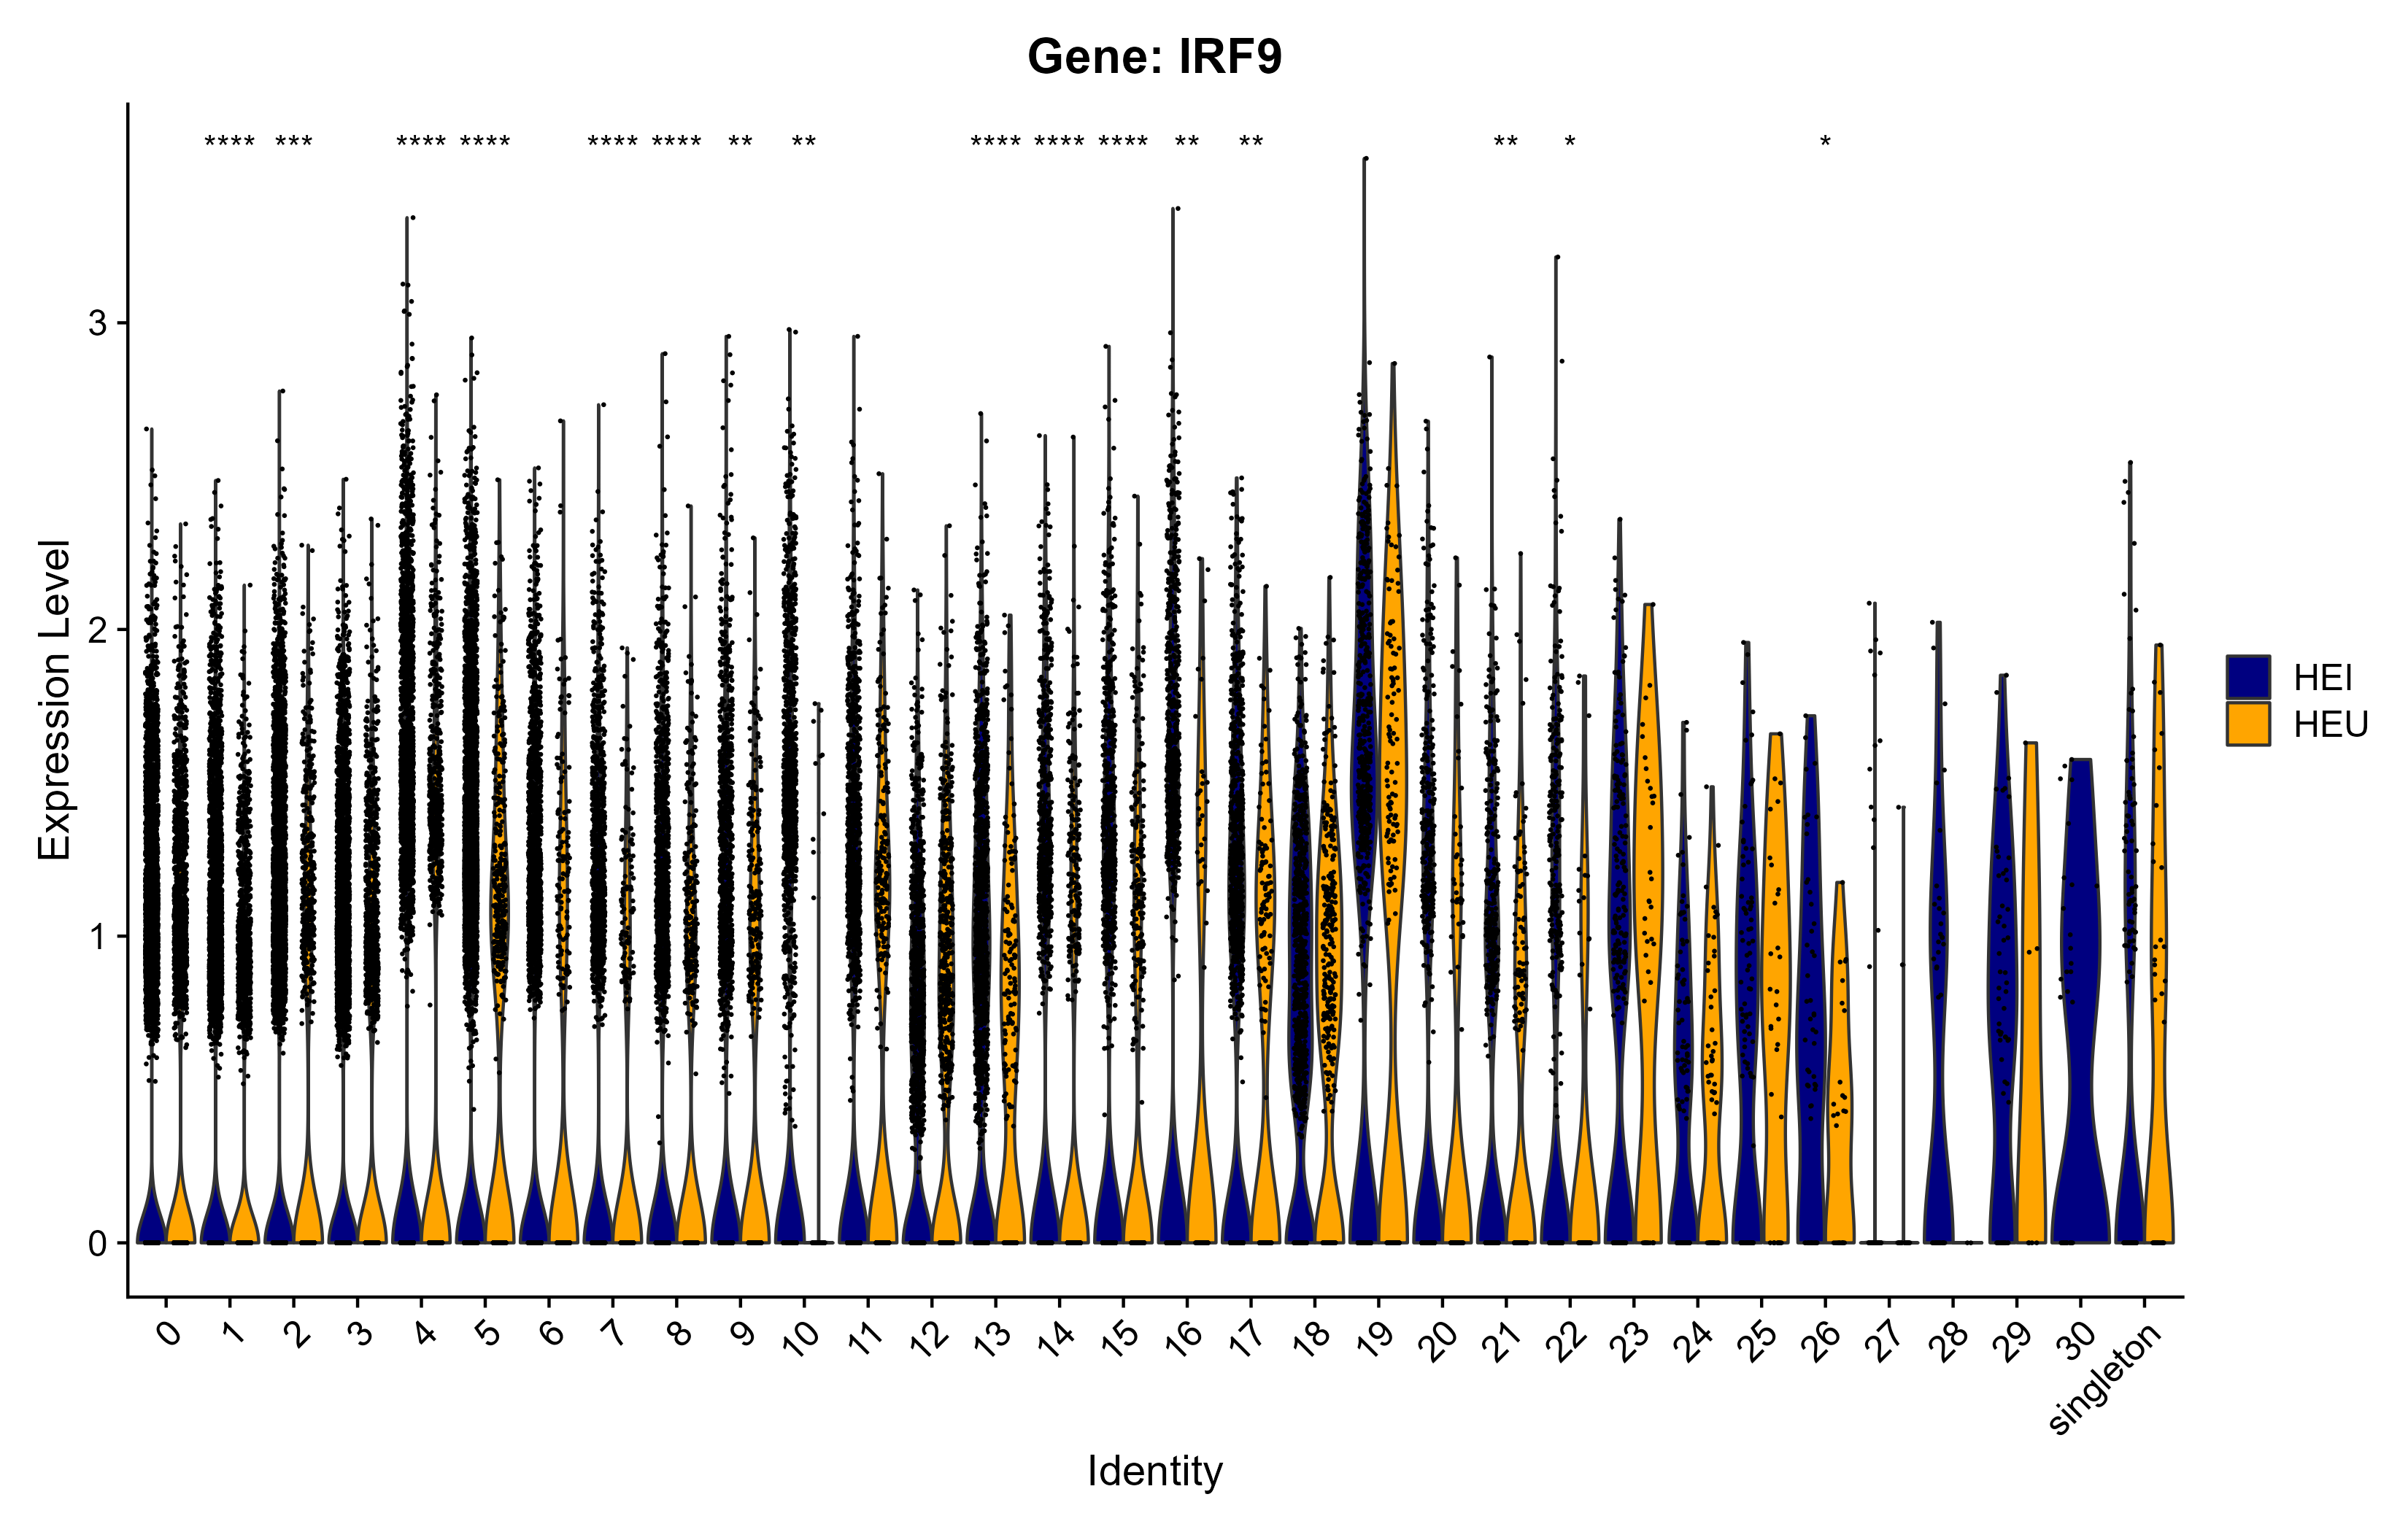 Gene: IRF9
**** *** **** **** **** **** ** ** **** **** **** ** ** ** * *
Expression Level
3
2
1
0
HEI
HEU
0 1 2 3 4 5 6 7 8 9 10 11 12 13 14 15 16 17 18 19 20 21 22 23 24 25 26 27 28 29 30 singleton
Identity